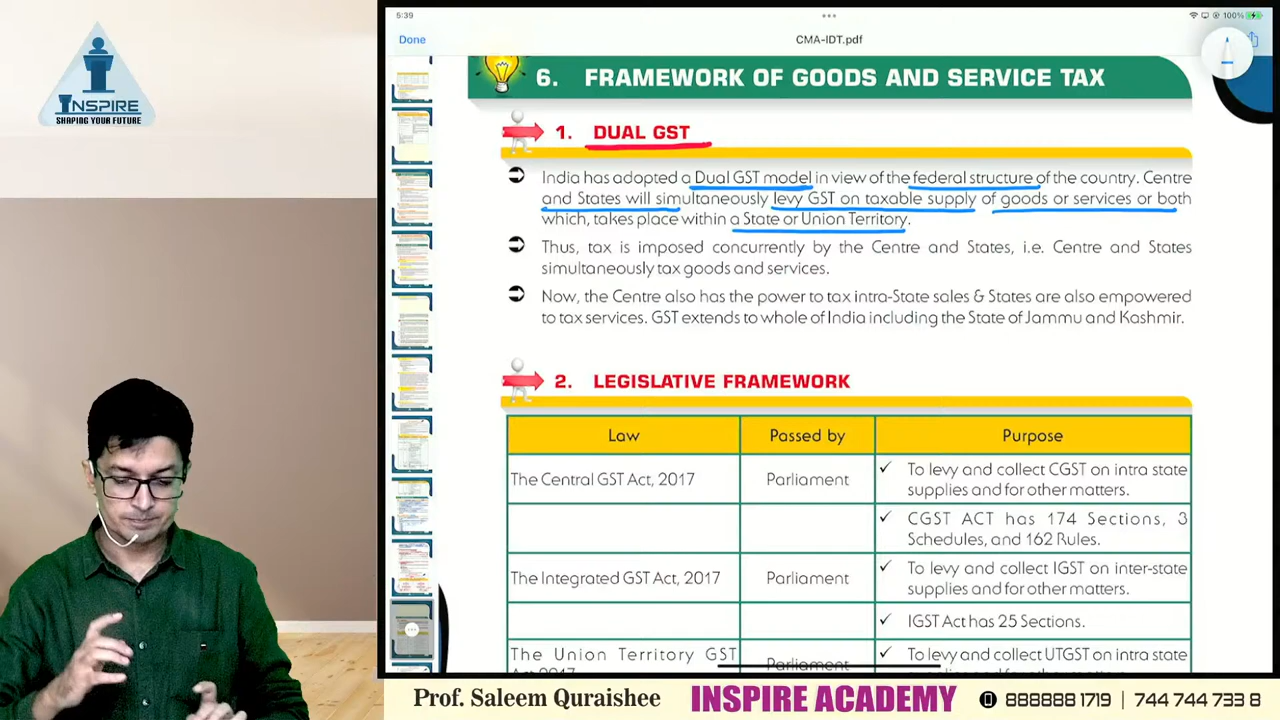 5:39
100%
Done
CMA-IDT.pdf
INSPIRE
SHAPING YOUR FUTURE
6. FRAMEWORK OF GOODS AND SERVICE TAX
1. DUAL GST
India has adopted a Dual GST model in view of the federal structure of the country. Centre
& States will simultaneously levy GST on taxable supply of goods or services or both
which takes place within a State or Union Territory.
Thus, tax is imposed concurrently by the Centre and States, i.e. Centre and States
simultaneously tax goods and services.
Now, the Centre also has the power to tax intra-State sales & States are also empowered
to tax services. GST extends to whole of India including the State of Jammu and Kashmir.
2. LEGISLATIVE FRAMEWORK
Law Passed by Purpose
The Central GST Act, Parliament ✓ To levy and collect CGST on intra state
supplies and for other matters.
✓ CGST ACT has 174 Sections, 3
Schedules, and 162 Rules.
The Integrated GST Act, Parliament ✓ To levy and collect IGST on inter-state
supplies and for other matters.
✓ IGST Act has 25 Sections.
The Union Territory GST Parliament ✓ To levy and collect UTGST on intra state
Prof. Saleem Quraishee INSPIRE ACADEMY 888888 1719 | 744 744 733 8